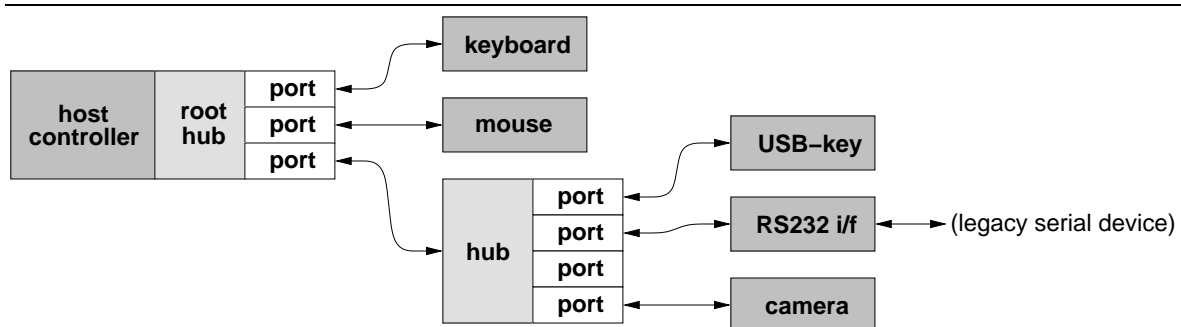 keyboard
host
controller
root
hub
port
port
port
mouse
USB−key
hub
port
port
port
port
RS232 i/f
(legacy serial device)
camera